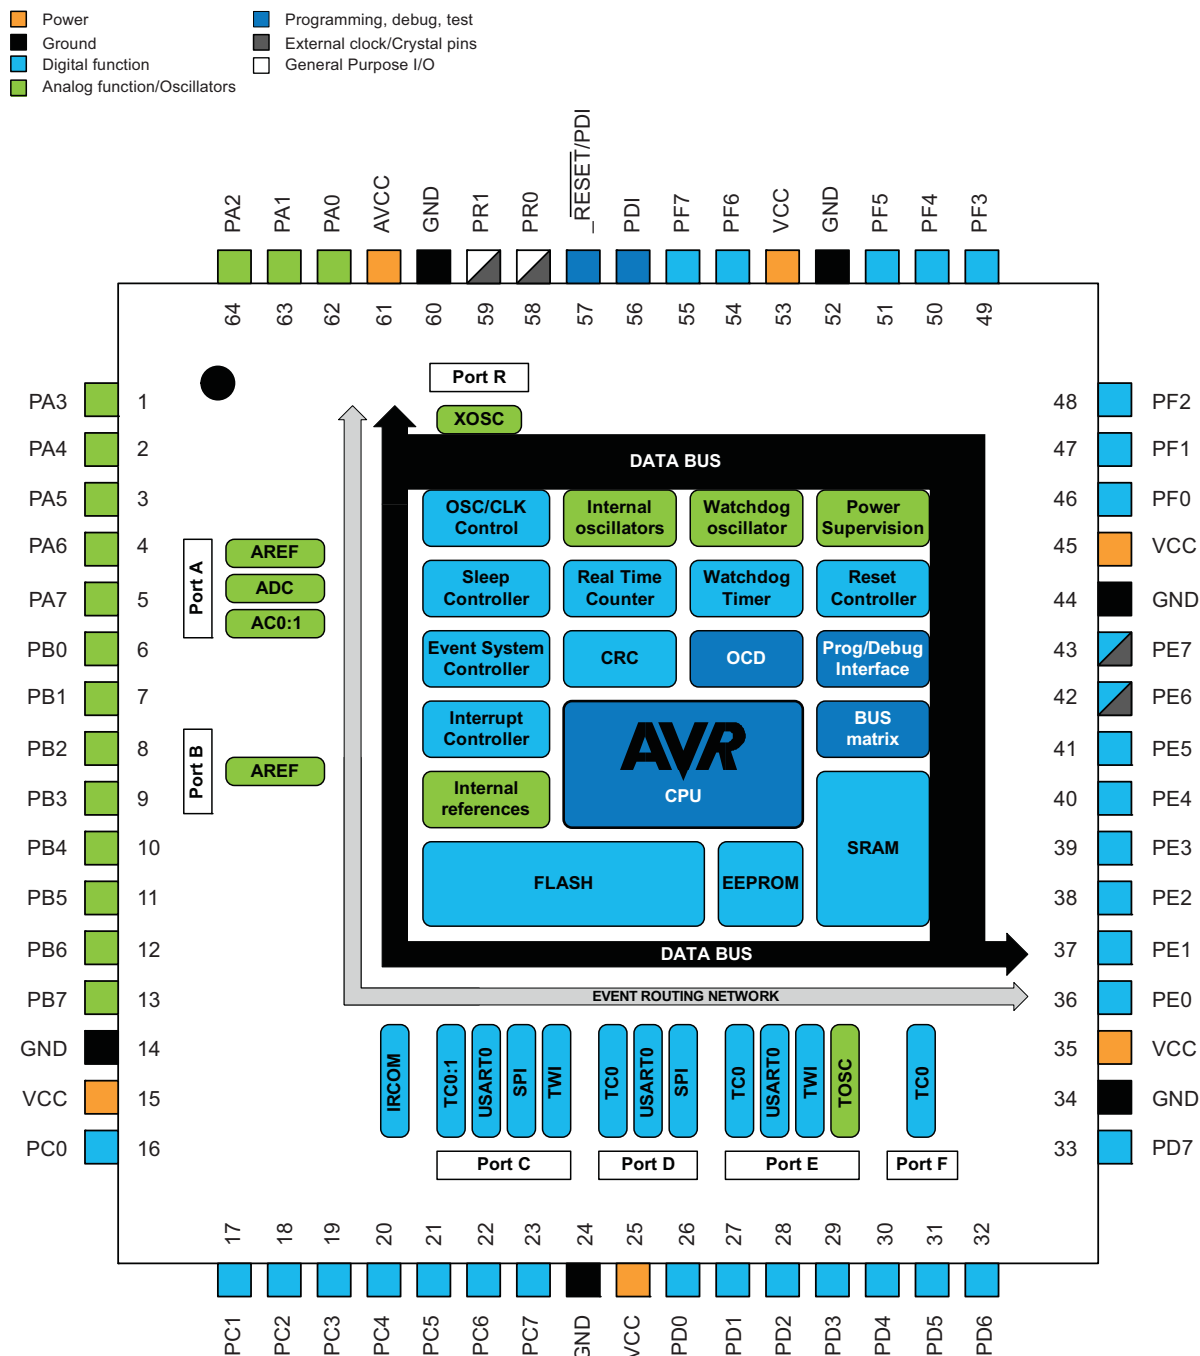 Power
Ground
Digital function
Analog function/Oscillators
Programming, debug, test
External clock/Crystal pins
General Purpose I/O
PA2
PA1
PA0
AVCC
GND
PR1
PR0
_RESET/PDI
PDI
PF7
PF6
VCC
GND
PF5
PF4
PF3
64
63
62
61
60
59
58
57
56
55
54
53
52
51
50
49
PA3 1
PA4 2
PA5 3
PA6 4
PA7 5
PB0 6
PB1 7
PB2 8
PB3 9
PB4 10
PB5 11
PB6 12
PB7 13
GND 14
VCC 15
PC0 16
Port R
XOSC
DATA BUS
OSC/CLK
Control
Internal
oscillators
Watchdog
oscillator
Power
Supervision
Sleep
Controller
Real Time
Counter
Watchdog
Timer
Reset
Controller
Event System
Controller
CRC
OCD
Prog/Debug
Interface
Interrupt
Controller
AVR
CPU
BUS
matrix
Internal
references
SRAM
FLASH
EEPROM
DATA BUS
EVENT ROUTING NETWORK
Port A
AREF
ADC
AC0:1
Port B
AREF
IRCOM
TC0:1
USART0
SPI
TWI
TC0
USART0
SPI
TC0
USART0
TWI
TOSC
TC0
Port C
Port D
Port E
Port F
48 PF2
47 PF1
46 PF0
45 VCC
44 GND
43 PE7
42 PE6
41 PE5
40 PE4
39 PE3
38 PE2
37 PE1
36 PE0
35 VCC
34 GND
33 PD7
17
18
19
20
21
22
23
24
25
26
27
28
29
30
31
32
PC1
PC2
PC3
PC4
PC5
PC6
PC7
GND
VCC
PD0
PD1
PD2
PD3
PD4
PD5
PD6